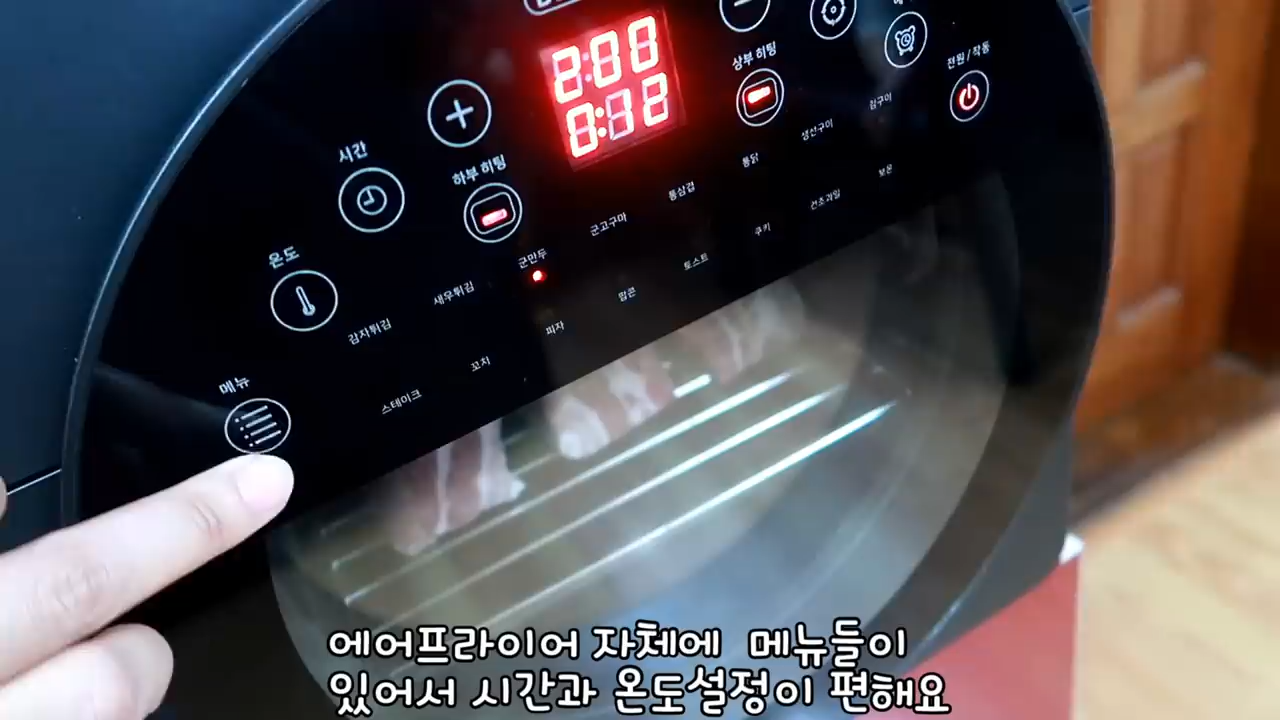 2:00
0:12
상부 히팅
전원 / 작동
시간
하부 히팅
온도
메뉴
감자튀김
새우튀김
군만두
군고구마
통삼겹
통닭
생선구이
김구이
스테이크
꼬치
피자
팝콘
토스트
쿠키
건조과일
보온
에어프라이어 자체에 메뉴들이
있어서 시간과 온도설정이 편해요